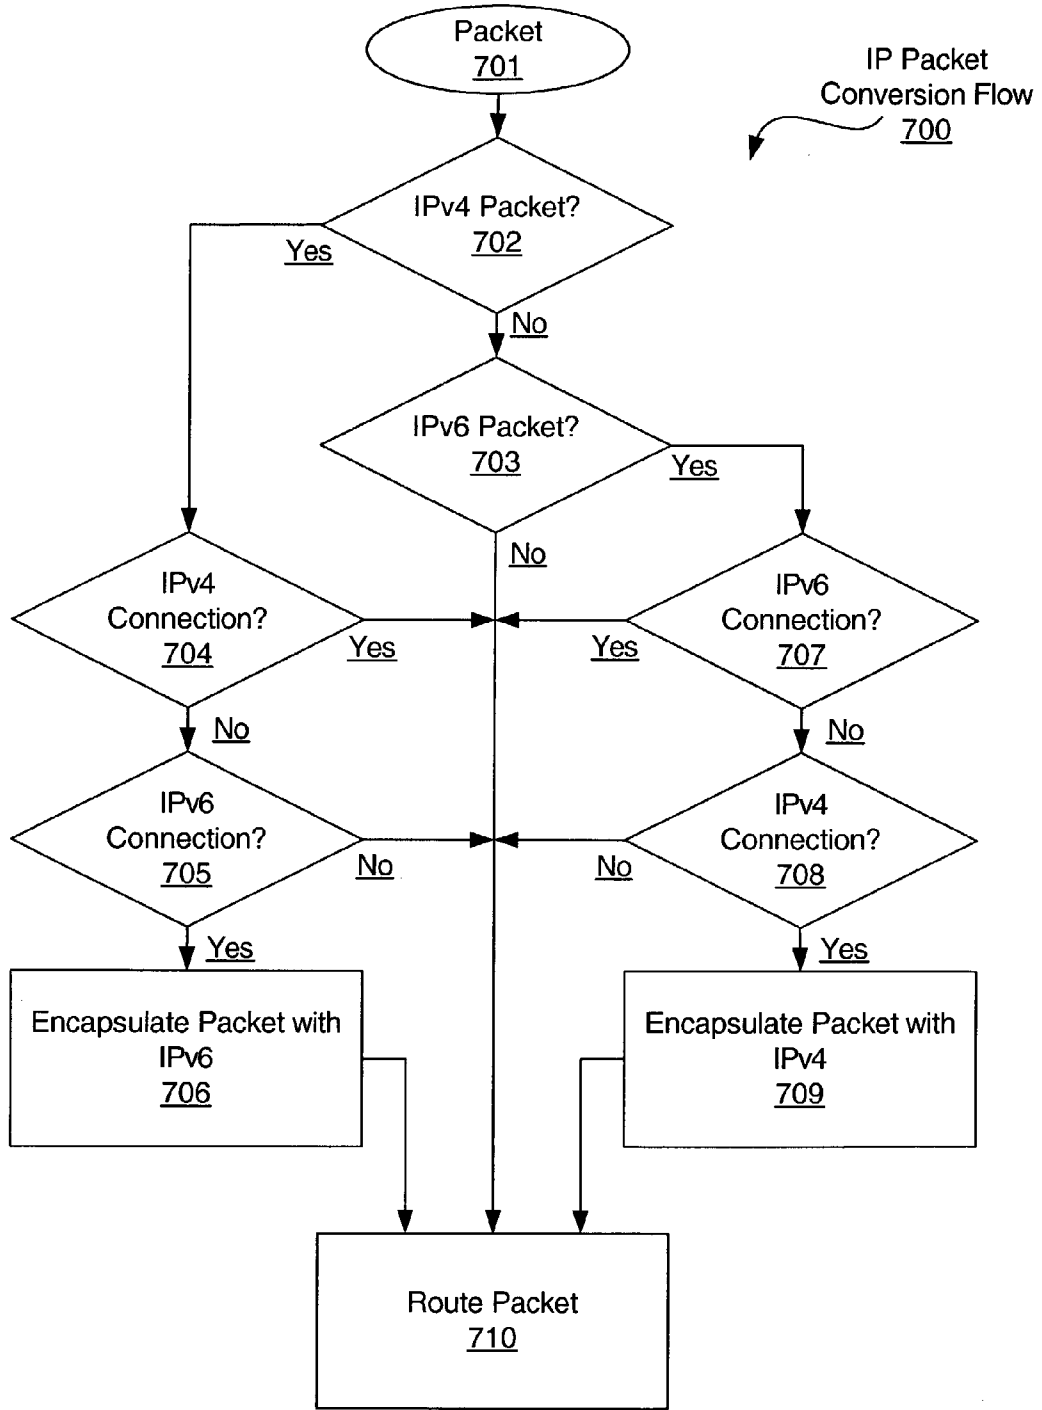 Packet
701
IP Packet
Conversion Flow
700
IPv4 Packet?
702
Yes
No
IPv6 Packet?
703
Yes
No
IPv4
Connection?
704
Yes
IPv6
Connection?
707
Yes
No
No
IPv6
Connection?
705
No
IPv4
Connection?
708
No
Yes
Yes
Encapsulate Packet with
IPv6
706
Encapsulate Packet with
IPv4
709
Route Packet
710